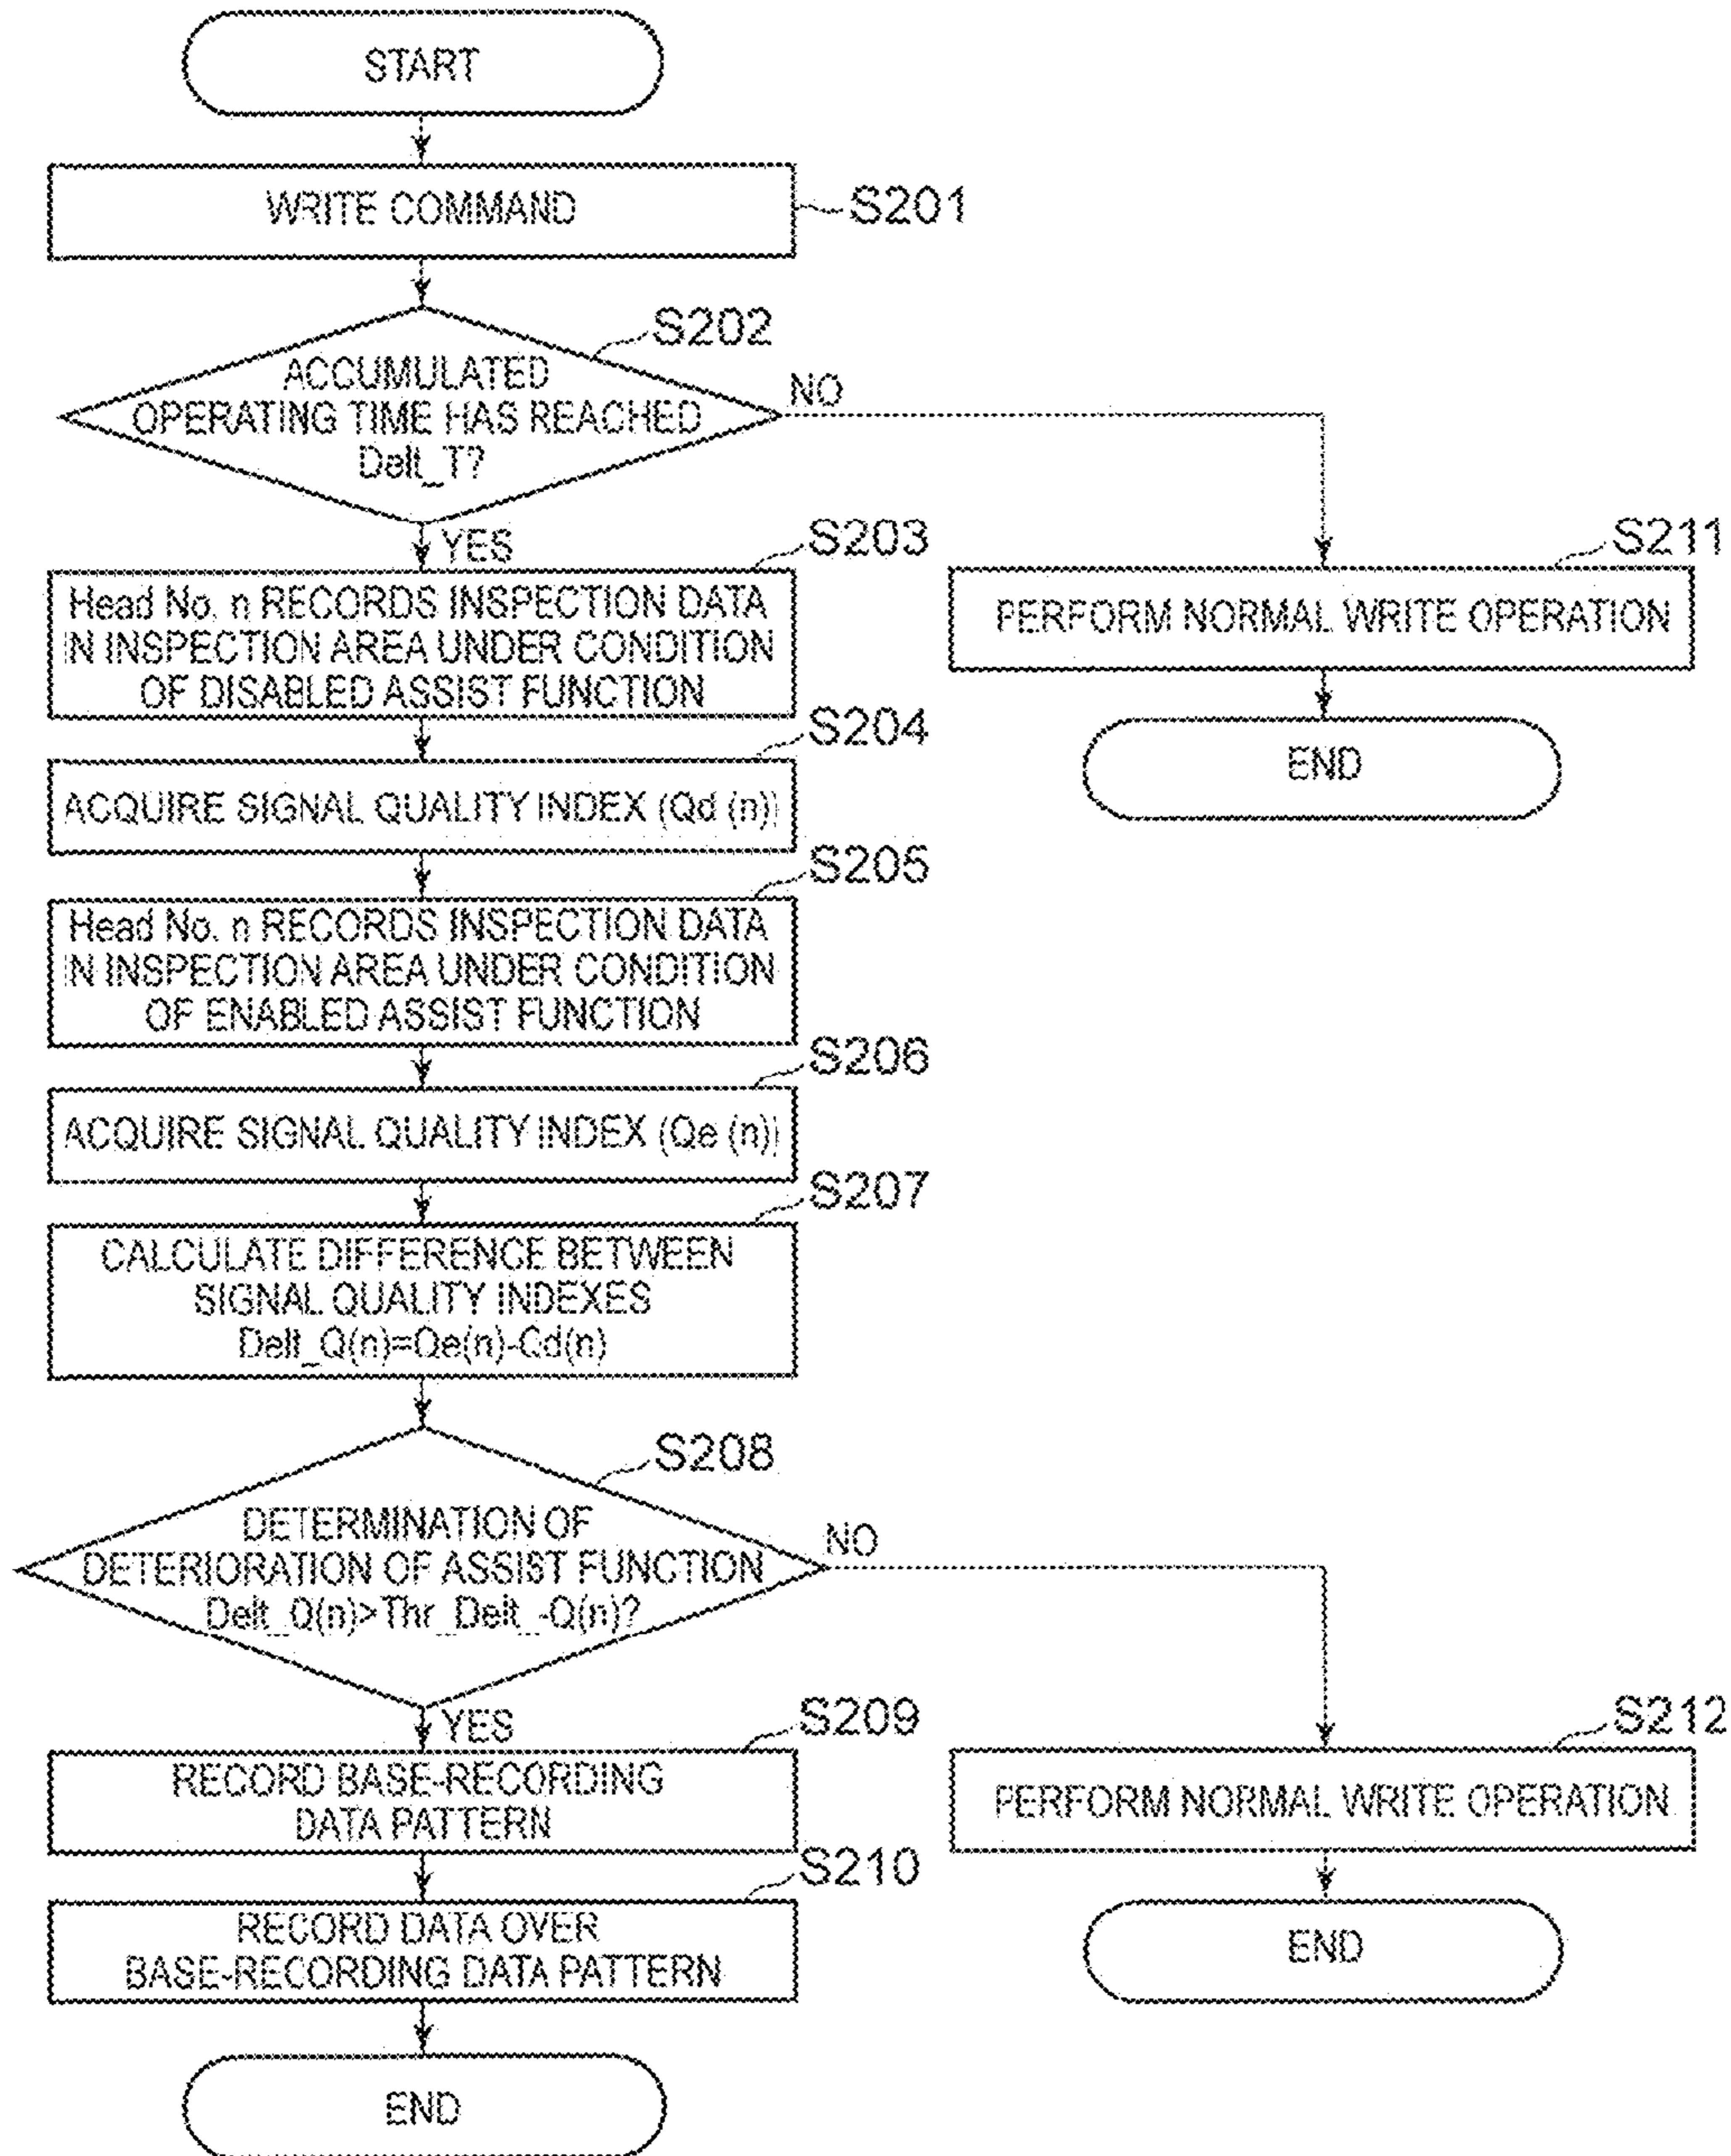 START
WRITE COMMAND
S201
S202
ACCUMULATED
OPERATING TIME HAS REACHED
Delt_T?
NO
YES
S203
Head No. n RECORDS INSPECTION DATA
IN INSPECTION AREA UNDER CONDITION
OF DISABLED ASSIST FUNCTION
S211
PERFORM NORMAL WRITE OPERATION
END
S204
ACQUIRE SIGNAL QUALITY INDEX (Qd (n))
S205
Head No. n RECORDS INSPECTION DATA
IN INSPECTION AREA UNDER CONDITION
OF ENABLED ASSIST FUNCTION
S206
ACQUIRE SIGNAL QUALITY INDEX (Qe (n))
S207
CALCULATE DIFFERENCE BETWEEN
SIGNAL QUALITY INDEXES
Delt_Q(n)=Qe(n)-Qd(n)
S208
DETERMINATION OF
DETERIORATION OF ASSIST FUNCTION
Delt_Q(n)>Thr_Delt_-Q(n)?
NO
YES
S209
RECORD BASE-RECORDING
DATA PATTERN
S212
PERFORM NORMAL WRITE OPERATION
END
S210
RECORD DATA OVER
BASE-RECORDING DATA PATTERN
END